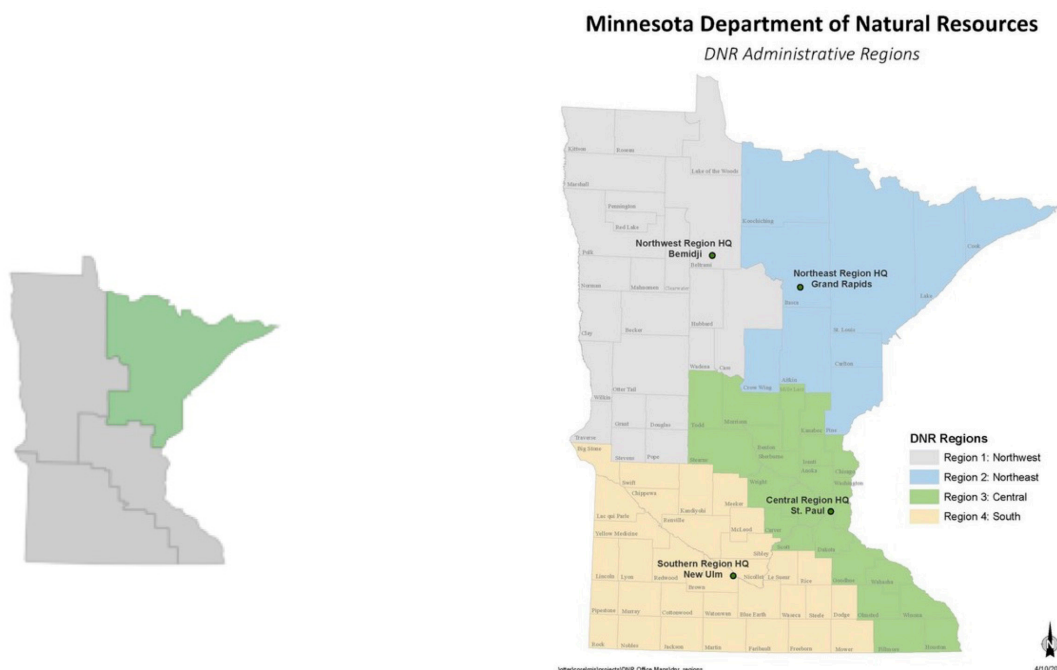 Minnesota Department of Natural Resources
DNR Administrative Regions
Kittson
Roseau
Lake of the Woods
Marshall
Koochiching
Pennington
Red Lake
Cook
Northwest Region HQ
Bemidji
Polk
Beltrami
Northeast Region HQ
Grand Rapids
Norman
Mahnomen
Clearwater
Itasca
Lake
Hubbard
St. Louis
Clay
Becker
Wadena
Cass
Carlton
Otter Tail
Crow Wing
Aitkin
Mille Lacs
Wilkin
Grant
Douglas
Todd
Morrison
Kanabec
Pine
Traverse
Big Stone
Stevens
Pope
Stearns
Benton
Sherburne
Isanti
Anoka
Chisago
Washington
Swift
Chippewa
Kandiyohi
Meeker
Wright
Central Region HQ
St. Paul
Lac qui Parle
Renville
McLeod
Carver
Yellow Medicine
Scott
Dakota
Sibley
Southern Region HQ
New Ulm
Lincoln
Lyon
Redwood
Brown
Nicollet
Le Sueur
Rice
Goodhue
Wabasha
Pipestone
Murray
Cottonwood
Watonwan
Blue Earth
Waseca
Steele
Dodge
Olmsted
Winona
Rock
Nobles
Jackson
Martin
Faribault
Freeborn
Mower
Fillmore
Houston
DNR Regions
Region 1: Northwest
Region 2: Northeast
Region 3: Central
Region 4: South
N